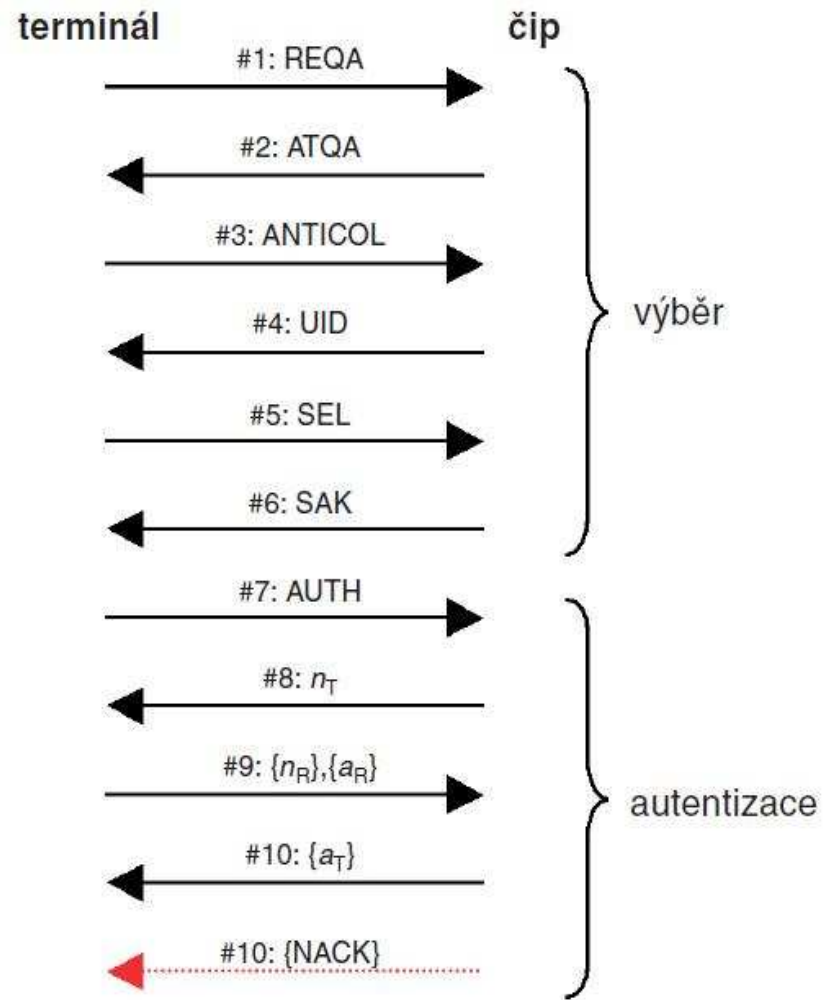 terminál
čip
#1: REQA
#2: ATQA
#3: ANTICOL
#4: UID
výběr
#5: SEL
#6: SAK
#7: AUTH
#8: nT
#9: {nR},{aR}
autentizace
#10: {aT}
#10: {NACK}